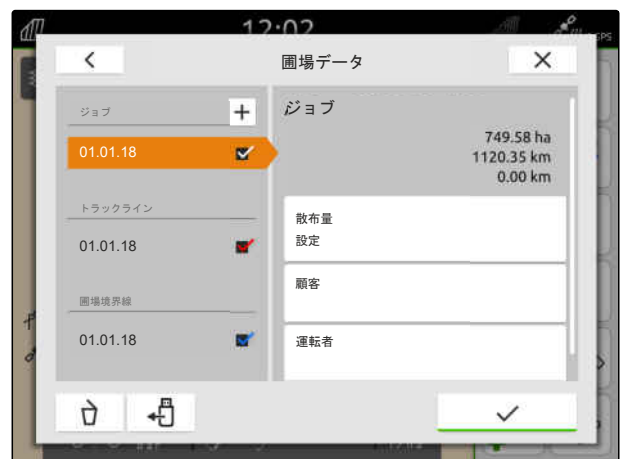 12:02
GPS
圃場データ
ジョブ
01.01.18
トラックライン
01.01.18
圃場境界線
01.01.18
ジョブ
749.58 ha
1120.35 km
0.00 km
散布量
設定
顧客
運転者